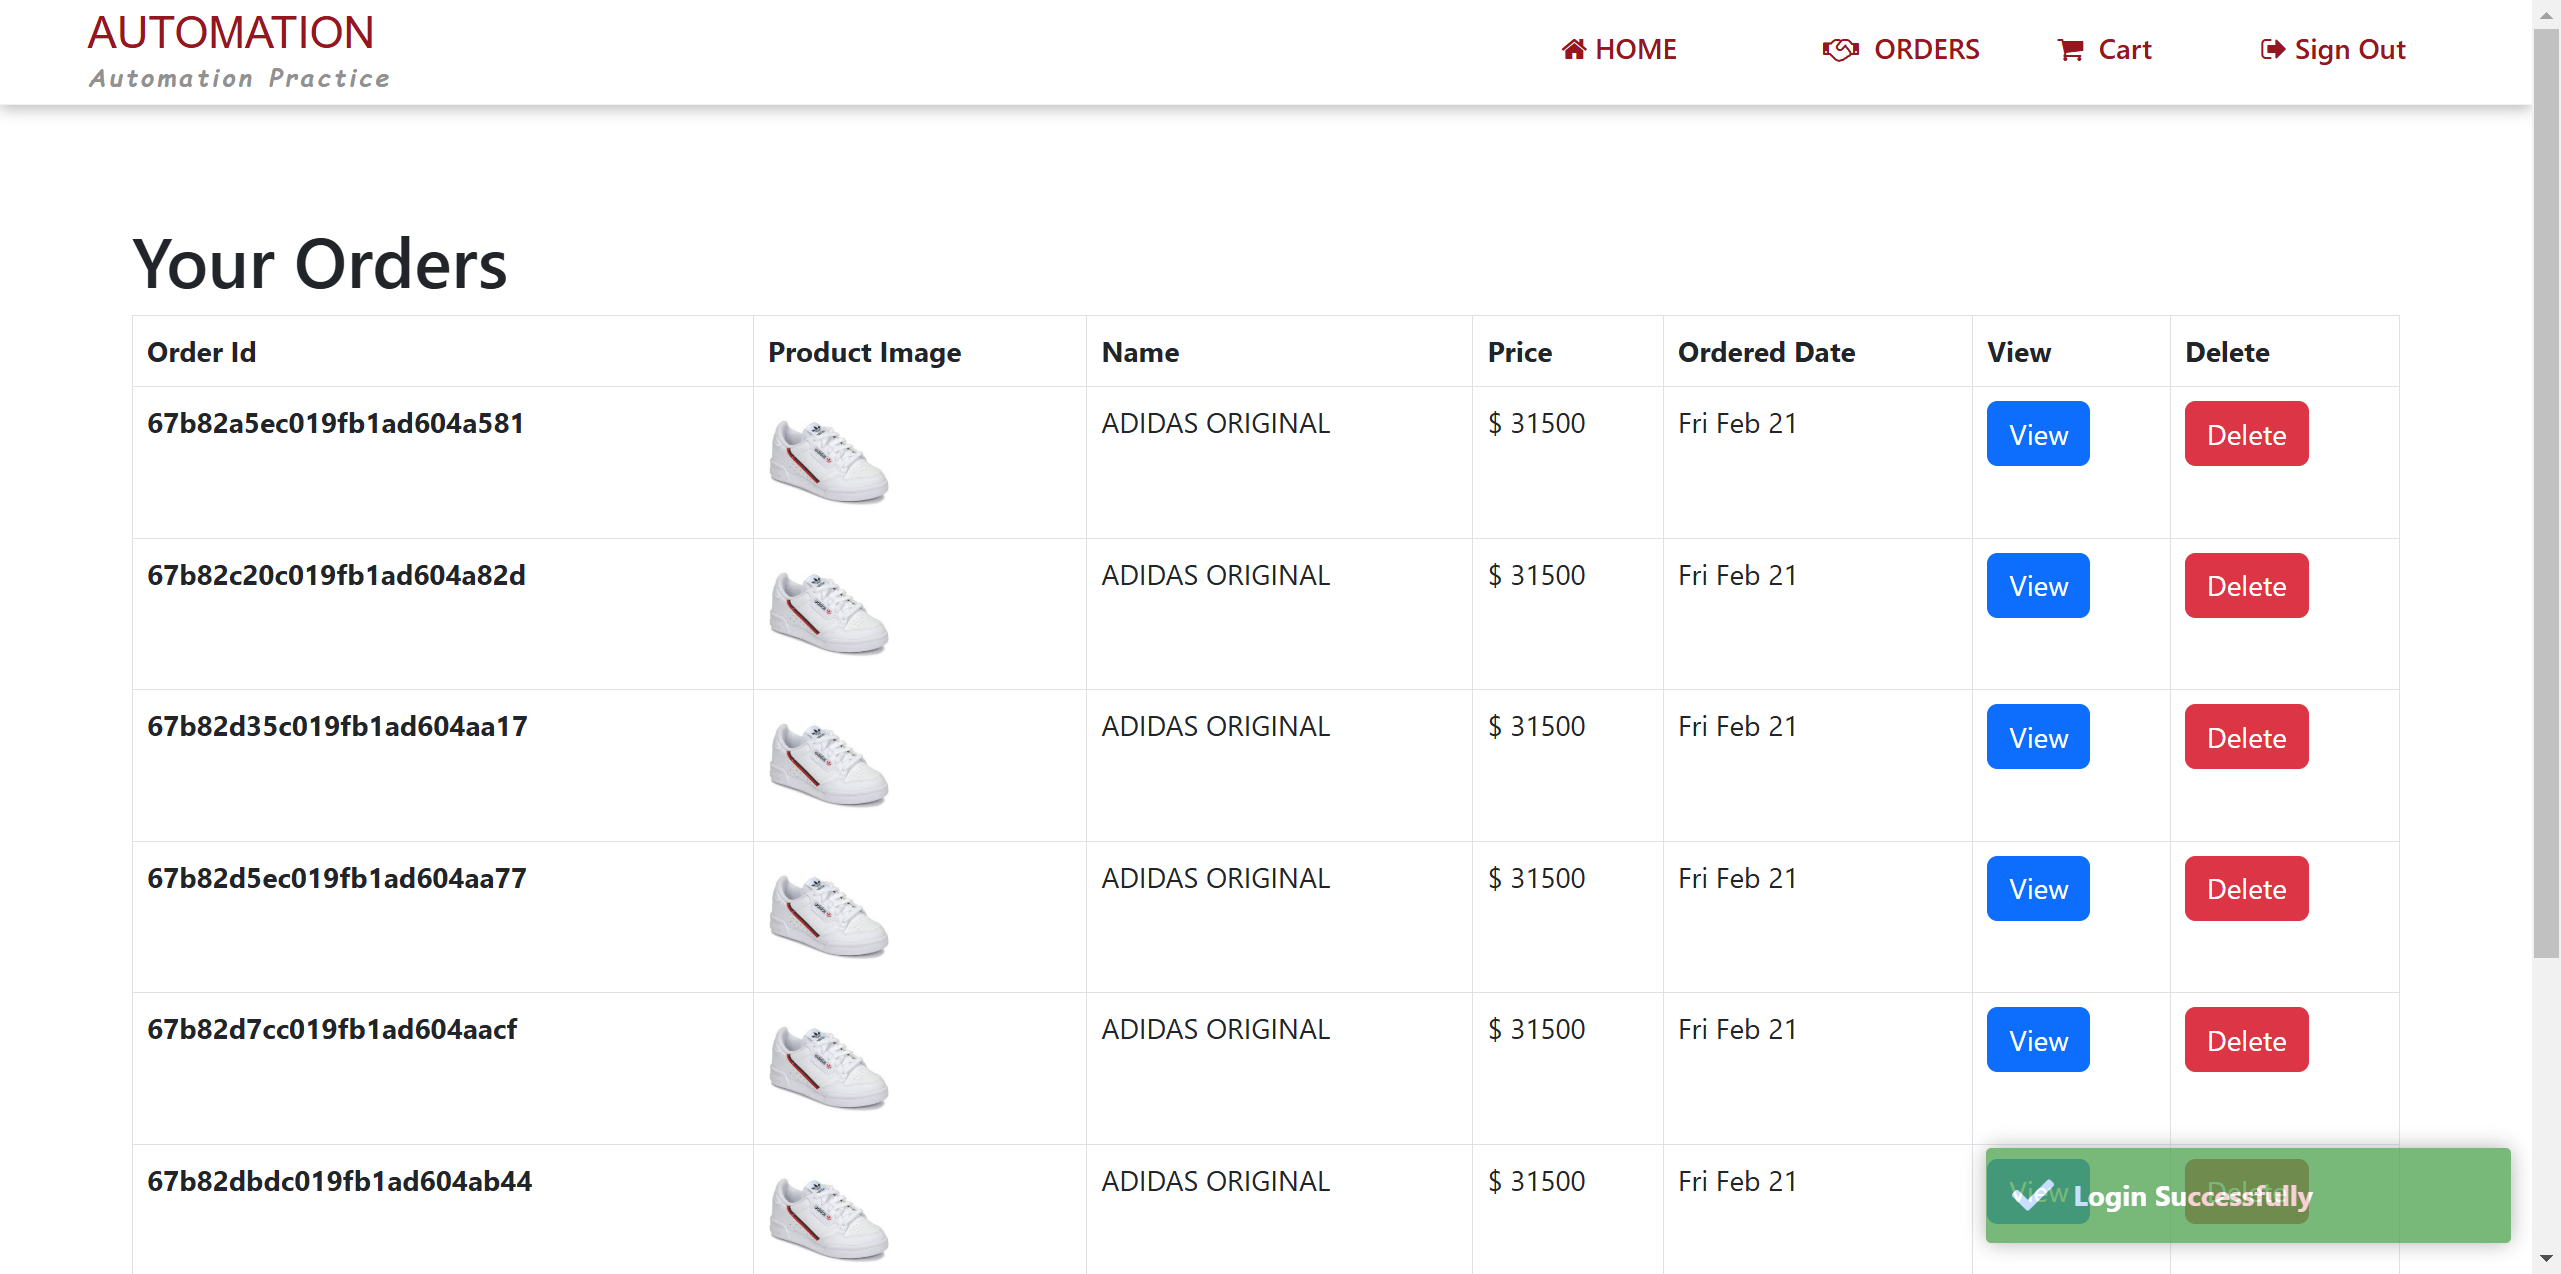 AUTOMATION
Automation Practice
HOME ORDERS Cart Sign Out
Your Orders
Order Id Product Image Name Price Ordered Date View Delete
67b82a5ec019fb1ad604a581 ADIDAS ORIGINAL $ 31500 Fri Feb 21 View Delete
67b82c20c019fb1ad604a82d ADIDAS ORIGINAL $ 31500 Fri Feb 21 View Delete
67b82d35c019fb1ad604aa17 ADIDAS ORIGINAL $ 31500 Fri Feb 21 View Delete
67b82d5ec019fb1ad604aa77 ADIDAS ORIGINAL $ 31500 Fri Feb 21 View Delete
67b82d7cc019fb1ad604aacf ADIDAS ORIGINAL $ 31500 Fri Feb 21 View Delete
67b82dbdc019fb1ad604ab44 ADIDAS ORIGINAL $ 31500 Fri Feb 21 View Delete
Login Successfully